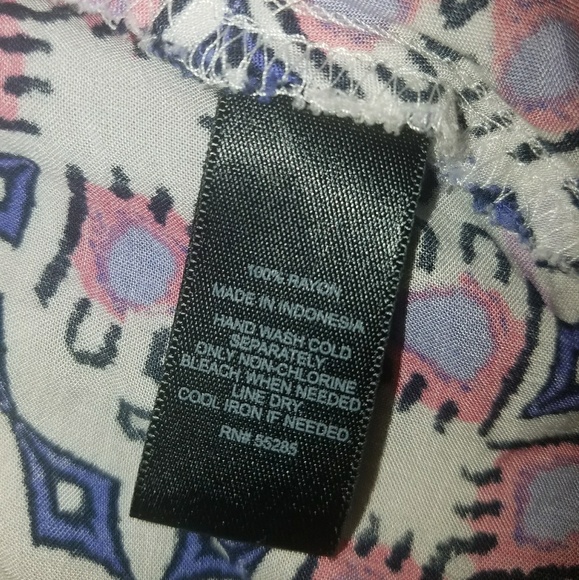 100% RAYON
MADE IN INDONESIA
HAND WASH COLD
SEPARATELY
ONLY NON-CHLORINE
BLEACH WHEN NEEDED
LINE DRY
COOL IRON IF NEEDED
RN# 55285